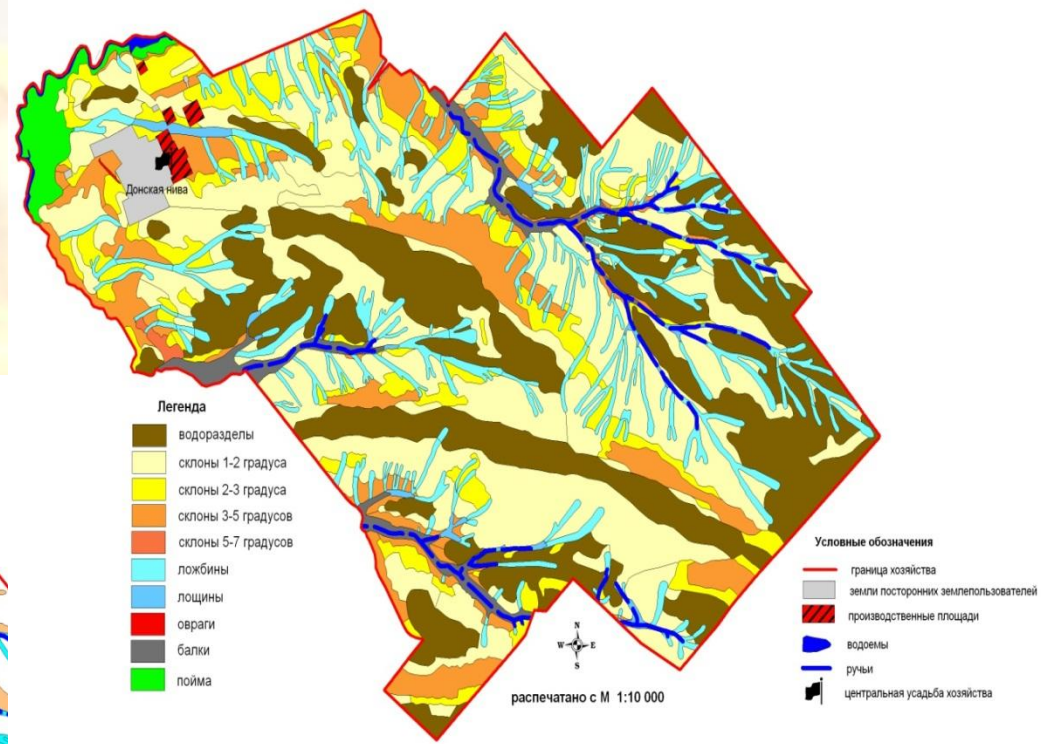 Донская нива
Легенда
водоразделы
склоны 1-2 градуса
склоны 2-3 градуса
склоны 3-5 градусов
склоны 5-7 градусов
ложбины
лощины
овраги
балки
пойма
N
W E
S
распечатано с М 1:10 000
Условные обозначения
граница хозяйства
земли посторонних землепользователей
производственные площади
водоемы
ручьи
центральная усадьба хозяйства